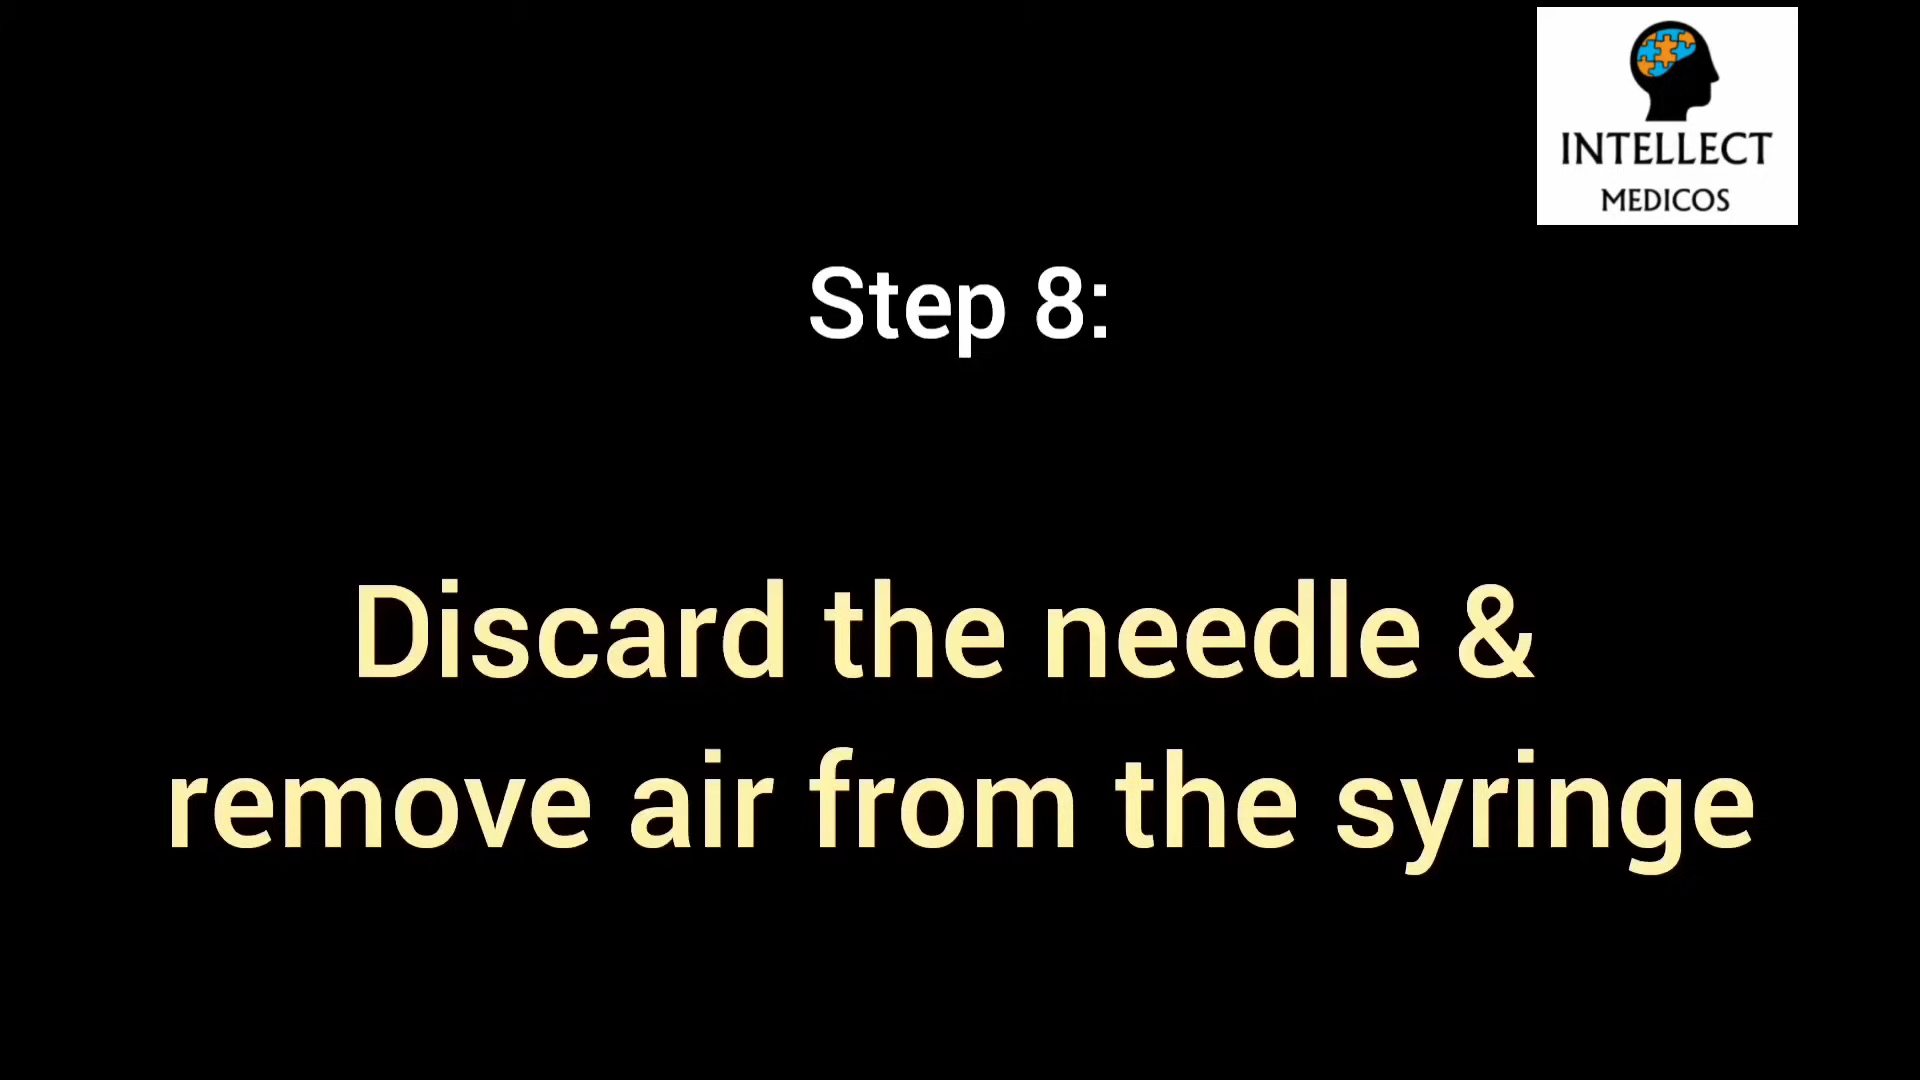 INTELLECT
MEDICOS
Step 8:
Discard the needle &
remove air from the syringe